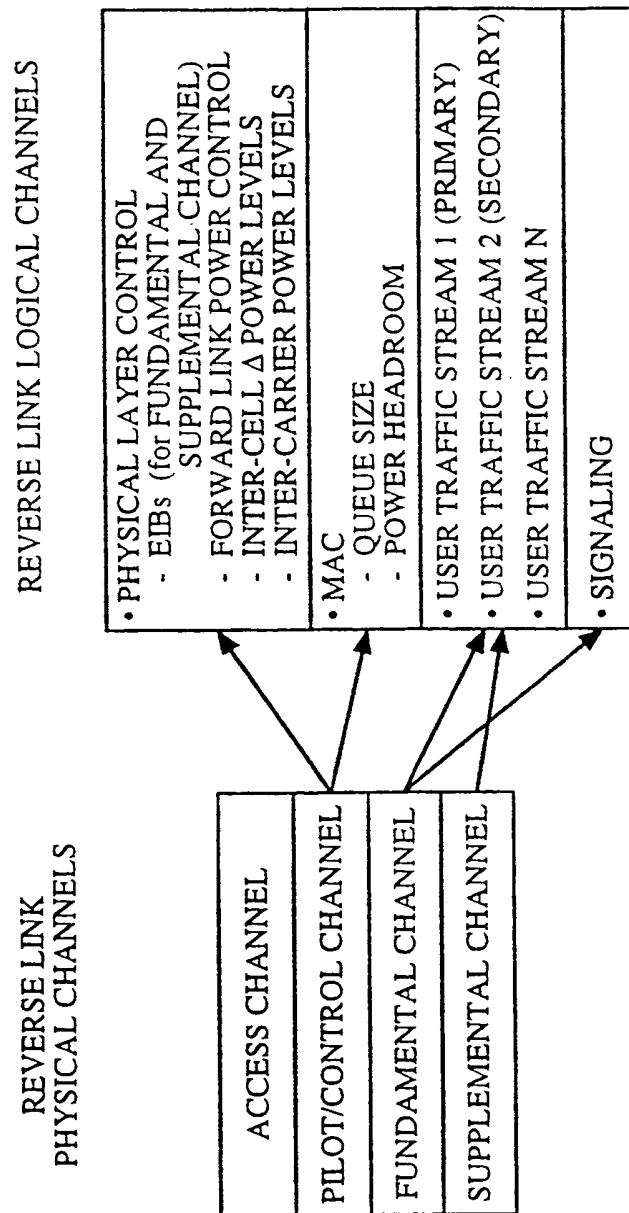 REVERSE LINK
PHYSICAL CHANNELS
ACCESS CHANNEL
PILOT/CONTROL CHANNEL
FUNDAMENTAL CHANNEL
SUPPLEMENTAL CHANNEL
REVERSE LINK LOGICAL CHANNELS
• PHYSICAL LAYER CONTROL
- EIBs (for FUNDAMENTAL AND
SUPPLEMENTAL CHANNEL)
- FORWARD LINK POWER CONTROL
- INTER-CELL Δ POWER LEVELS
- INTER-CARRIER POWER LEVELS
• MAC
- QUEUE SIZE
- POWER HEADROOM
• USER TRAFFIC STREAM 1 (PRIMARY)
• USER TRAFFIC STREAM 2 (SECONDARY)
• USER TRAFFIC STREAM N
• SIGNALING